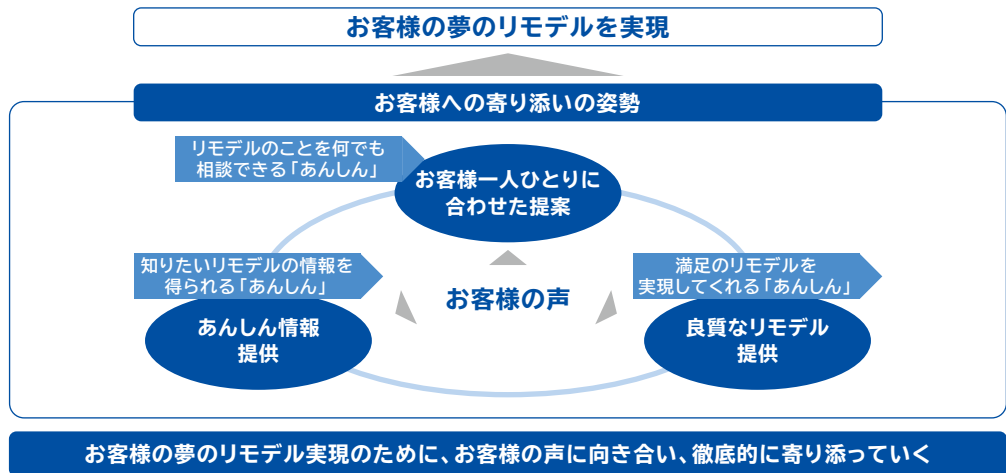 お客様の夢のリモデルを実現
お客様への寄り添いの姿勢
リモデルのことを何でも
相談できる「あんしん」
お客様一人ひとりに
合わせた提案
知りたいリモデルの情報を
得られる「あんしん」
あんしん情報
提供
お客様の声
満足のリモデルを
実現してくれる「あんしん」
良質なリモデル
提供
お客様の夢のリモデル実現のために、お客様の声に向き合い、徹底的に寄り添っていく